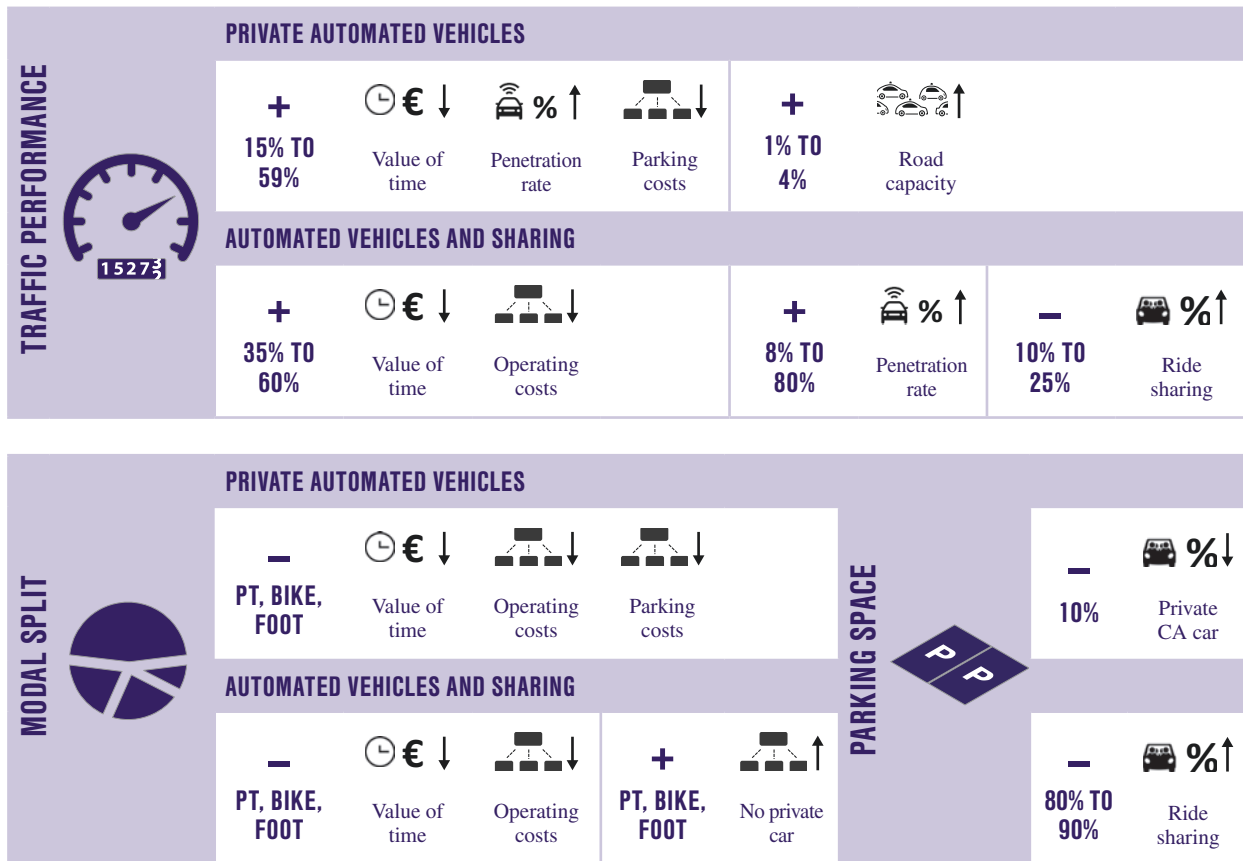 TRAFFIC PERFORMANCE
PRIVATE AUTOMATED VEHICLES
+
15% TO
59%
€ ↓
Value of
time
% ↑
Penetration
rate
↓
Parking
costs
+
1% TO
4%
↑
Road
capacity
AUTOMATED VEHICLES AND SHARING
+
35% TO
60%
€ ↓
Value of
time
↓
Operating
costs
+
8% TO
80%
% ↑
Penetration
rate
–
10% TO
25%
% ↑
Ride
sharing
MODAL SPLIT
PRIVATE AUTOMATED VEHICLES
–
PT, BIKE,
FOOT
€ ↓
Value of
time
↓
Operating
costs
↓
Parking
costs
AUTOMATED VEHICLES AND SHARING
–
PT, BIKE,
FOOT
€ ↓
Value of
time
↓
Operating
costs
+
PT, BIKE,
FOOT
↑
No private
car
PARKING SPACE
P P
–
10%
% ↓
Private
CA car
–
80% TO
90%
% ↑
Ride
sharing